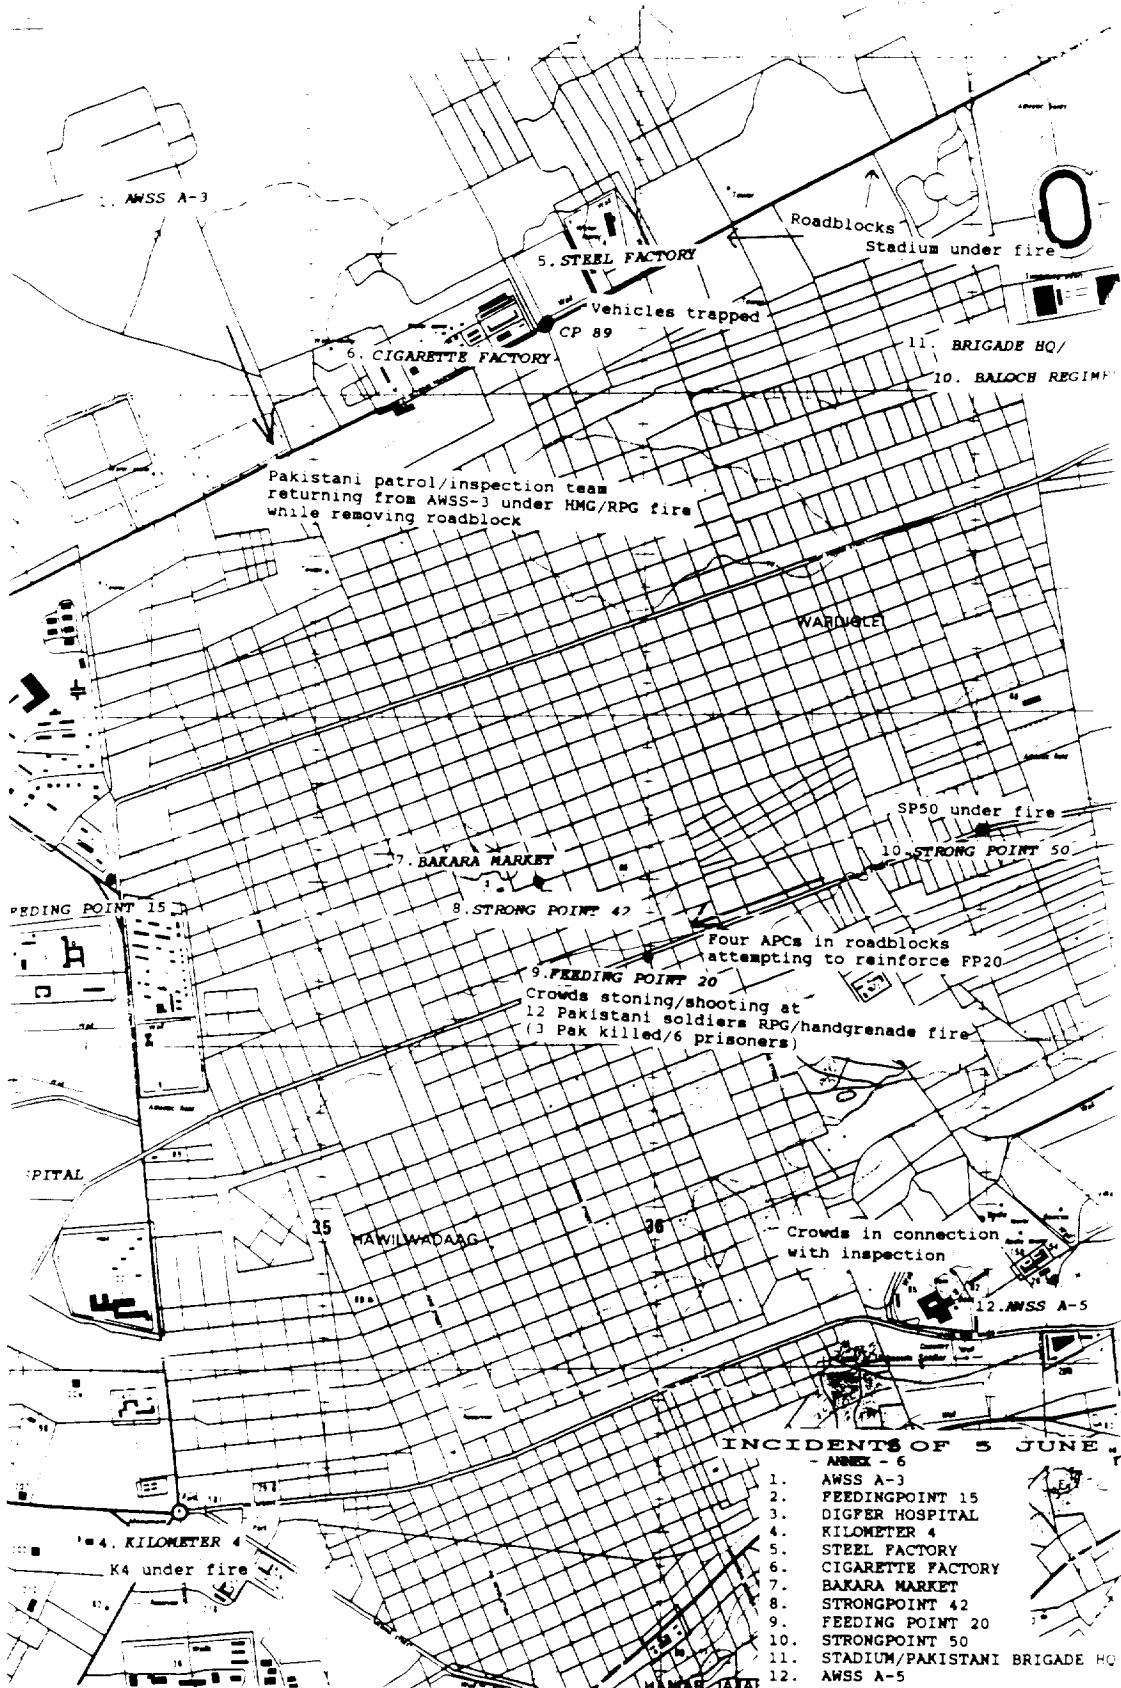 1. AWSS A-3
Tower
Roadblocks
Stadium under fire
5. STEEL FACTORY
Wall
Vehicles trapped
CP 89
6. CIGARETTE FACTORY
11. BRIGADE HQ/
10. BALOCH REGIME
Pakistani patrol/inspection team
returning from AWSS-3 under HMG/RPG fire
while removing roadblock
WARDIGLEI
SP50 under fire
10. STRONG POINT 50
7. BAKARA MARKET
8. STRONG POINT 42
EEDING POINT 15
Four APCs in roadblocks
attempting to reinforce FP20
9. FEEDING POINT 20
Crowds stoning/shooting at
12 Pakistani soldiers RPG/handgrenade fire
(3 Pak killed/6 prisoners)
Wall
PITAL
35
36
HAWILWADAAG
Crowds in connection
with inspection
12. AWSS A-5
4. KILOMETER 4
K4 under fire
INCIDENTS OF 5 JUNE
- ANNEX - 6
1. AWSS A-3
2. FEEDINGPOINT 15
3. DIGFER HOSPITAL
4. KILOMETER 4
5. STEEL FACTORY
6. CIGARETTE FACTORY
7. BAKARA MARKET
8. STRONGPOINT 42
9. FEEDING POINT 20
10. STRONGPOINT 50
11. STADIUM/PAKISTANI BRIGADE HQ
12. AWSS A-5